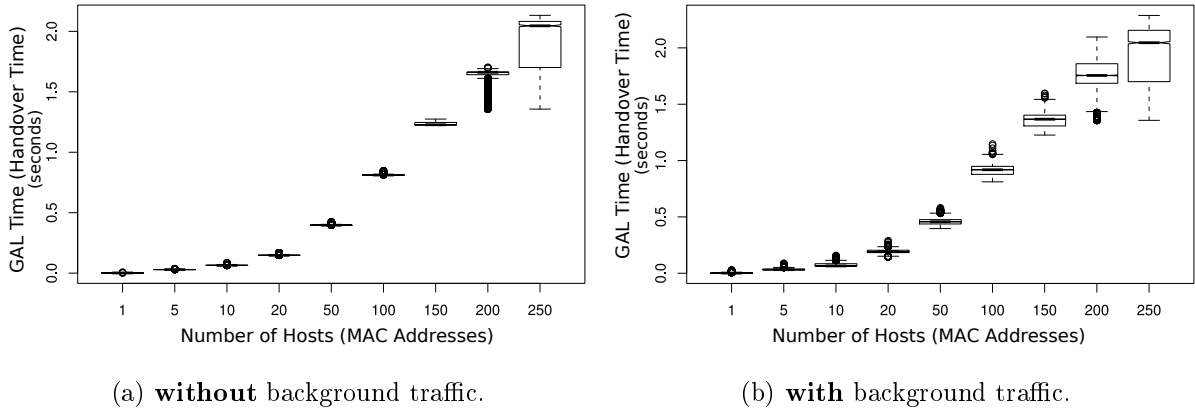 GAL Time (Handover Time)
(seconds)
2.0
1.5
1.0
0.5
0.0
1 5 10 20 50 100 150 200 250
Number of Hosts (MAC Addresses)
(a) without background traffic.
GAL Time (Handover Time)
(seconds)
2.0
1.5
1.0
0.5
0.0
1 5 10 20 50 100 150 200 250
Number of Hosts (MAC Addresses)
(b) with background traffic.